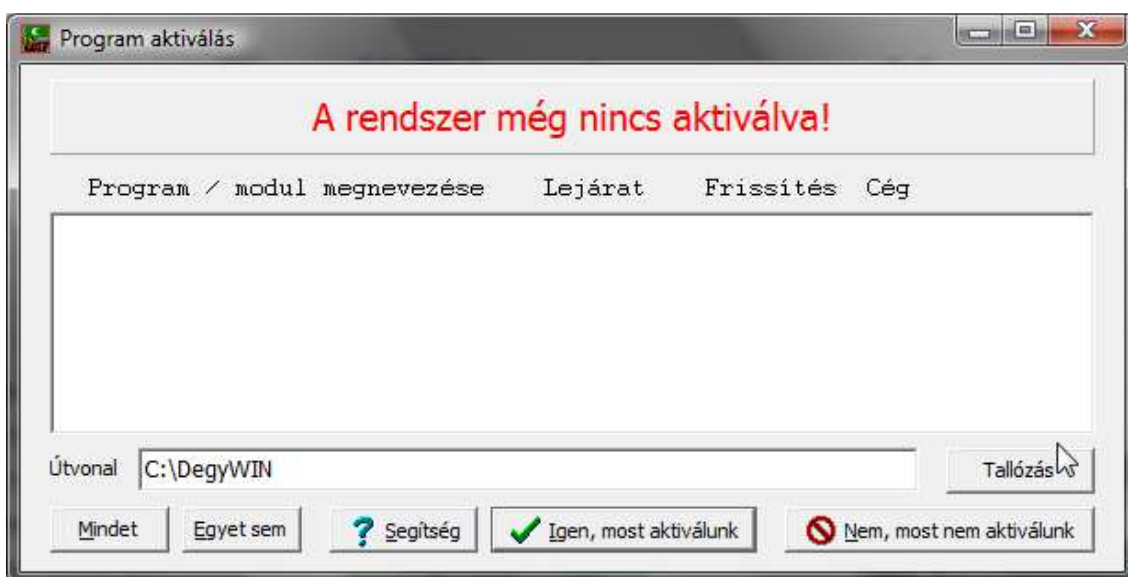 Program aktiválás
A rendszer még nincs aktiválva!
Program / modul megnevezése Lejárat Frissítés Cég
Útvonal C:\DegyWIN Tallózás
Mindet Egyet sem ? Segítség Igen, most aktiválunk Nem, most nem aktiválunk